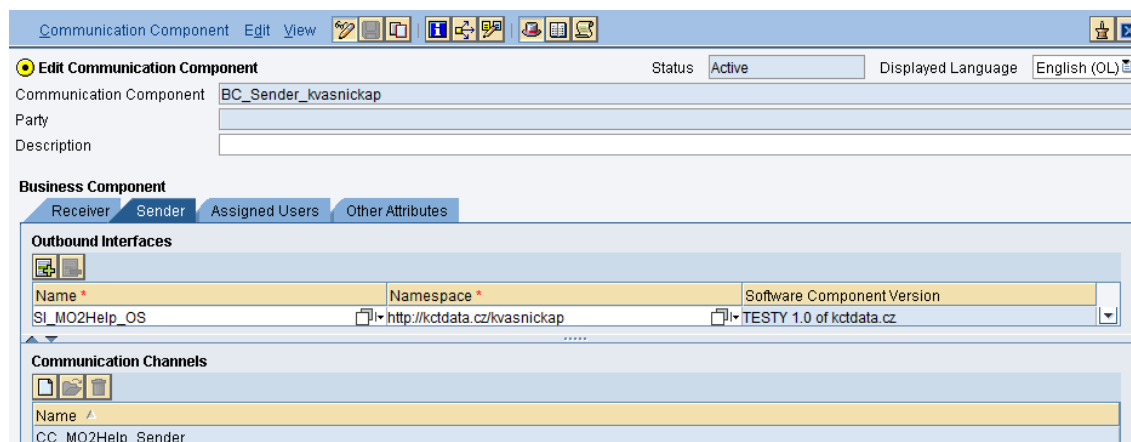 Communication Component Edit View
Edit Communication Component Status Active Displayed Language English (OL)
Communication Component BC_Sender_kvasnickap
Party
Description
Business Component
Receiver Sender Assigned Users Other Attributes
Outbound Interfaces
Name * Namespace * Software Component Version
SI_MO2Help_OS http://kctdata.cz/kvasnickap TESTY 1.0 of kctdata.cz
Communication Channels
Name
CC_MO2Help_Sender